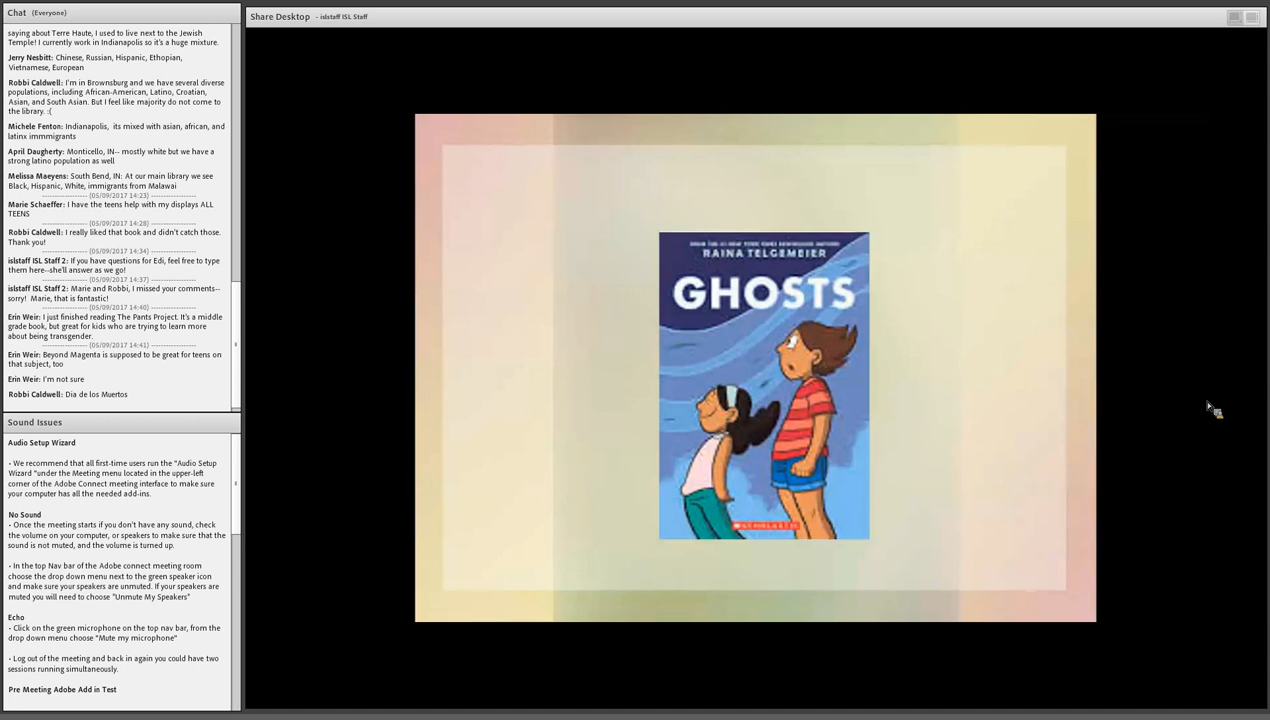 Chat (Everyone)
saying about Terre Haute, I used to live next to the Jewish
Temple! I currently work in Indianapolis so it's a huge mixture.
Jerry Nesbitt: Chinese, Russian, Hispanic, Ethopian,
Vietnamese, European
Robbi Caldwell: I'm in Brownsburg and we have several diverse
populations, including African-American, Latino, Croatian,
Asian, and South Asian. But I feel like majority do not come to
the library. :(
Michele Fenton: Indianapolis, its mixed with asian, african, and
latinx immmigrants
April Daugherty: Monticello, IN-- mostly white but we have a
strong latino population as well
Melissa Maeyens: South Bend, IN: At our main library we see
Black, Hispanic, White, immigrants from Malawai
------------------ (05/09/2017 14:23) -----------------
Marie Schaeffer: I have the teens help with my displays ALL
TEENS
------------------ (05/09/2017 14:28) -----------------
Robbi Caldwell: I really liked that book and didn't catch those.
Thank you!
------------------ (05/09/2017 14:34) -----------------
islstaff ISL Staff 2: If you have questions for Edi, feel free to type
them here--she'll answer as we go!
------------------ (05/09/2017 14:37) -----------------
islstaff ISL Staff 2: Marie and Robbi, I missed your comments--
sorry! Marie, that is fantastic!
------------------ (05/09/2017 14:40) -----------------
Erin Weir: I just finished reading The Pants Project. It's a middle
grade book, but great for kids who are trying to learn more
about being transgender.
------------------ (05/09/2017 14:41) -----------------
Erin Weir: Beyond Magenta is supposed to be great for teens on
that subject, too
Erin Weir: I'm not sure
Robbi Caldwell: Dia de los Muertos
Sound Issues
Audio Setup Wizard
• We recommend that all first-time users run the "Audio Setup
Wizard "under the Meeting menu located in the upper-left
corner of the Adobe Connect meeting interface to make sure
your computer has all the needed add-ins.
No Sound
• Once the meeting starts if you don't have any sound, check
the volume on your computer, or speakers to make sure that the
sound is not muted, and the volume is turned up.
• In the top Nav bar of the Adobe connect meeting room
choose the drop down menu next to the green speaker icon
and make sure your speakers are unmuted. If your speakers are
muted you will need to choose "Unmute My Speakers"
Echo
• Click on the green microphone on the top nav bar, from the
drop down menu choose "Mute my microphone"
• Log out of the meeting and back in again you could have two
sessions running simultaneously.
Pre Meeting Adobe Add in Test
Share Desktop - islstaff ISL Staff
FROM THE #1 NEW YORK TIMES BESTSELLING AUTHOR
RAINA TELGEMEIER
GHOSTS
SCHOLASTIC